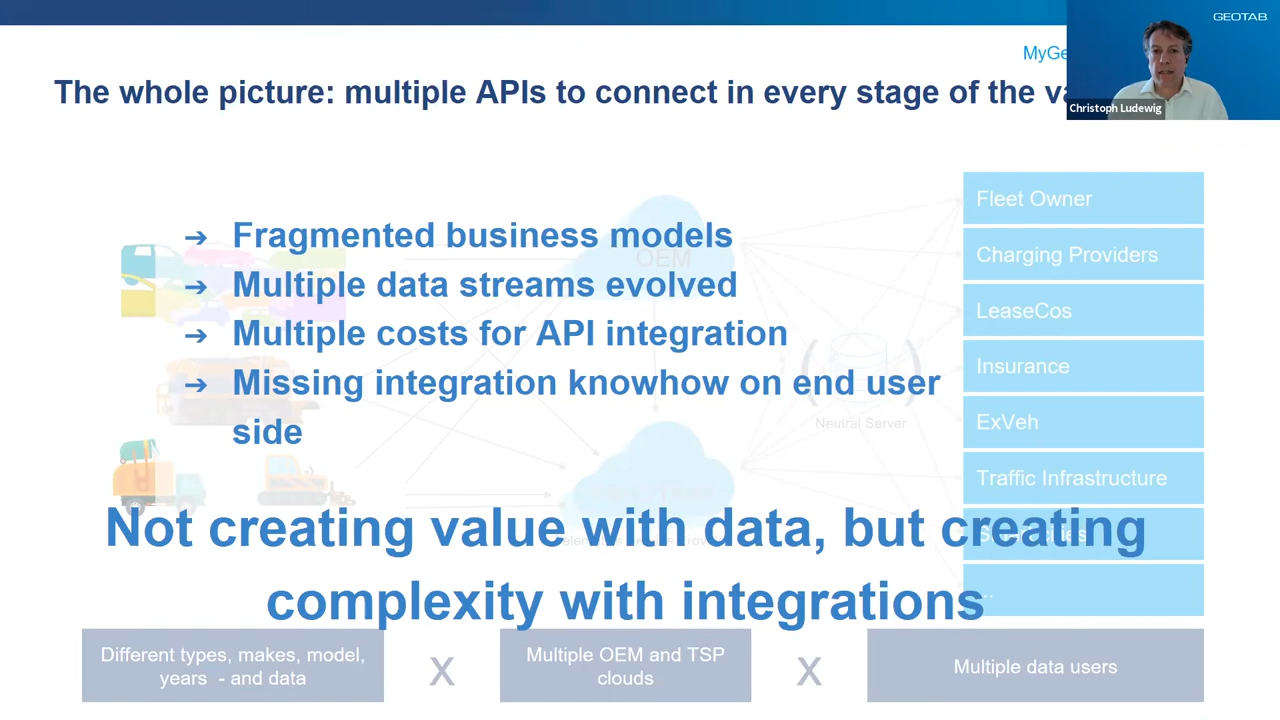 GEOTAB
MyGe
The whole picture: multiple APIs to connect in every stage of the va
Christoph Ludewig
Fleet Owner
➔ Fragmented business models
OEM
Charging Providers
➔ Multiple data streams evolved
LeaseCos
➔ Multiple costs for API integration
Insurance
➔ Missing integration knowhow on end user
side
Neutral Server
ExVeh
Traffic Infrastructure
Not creating value with data, but creating
complexity with integrations
...
Different types, makes, model,
years - and data
X
Multiple OEM and TSP
clouds
X
Multiple data users